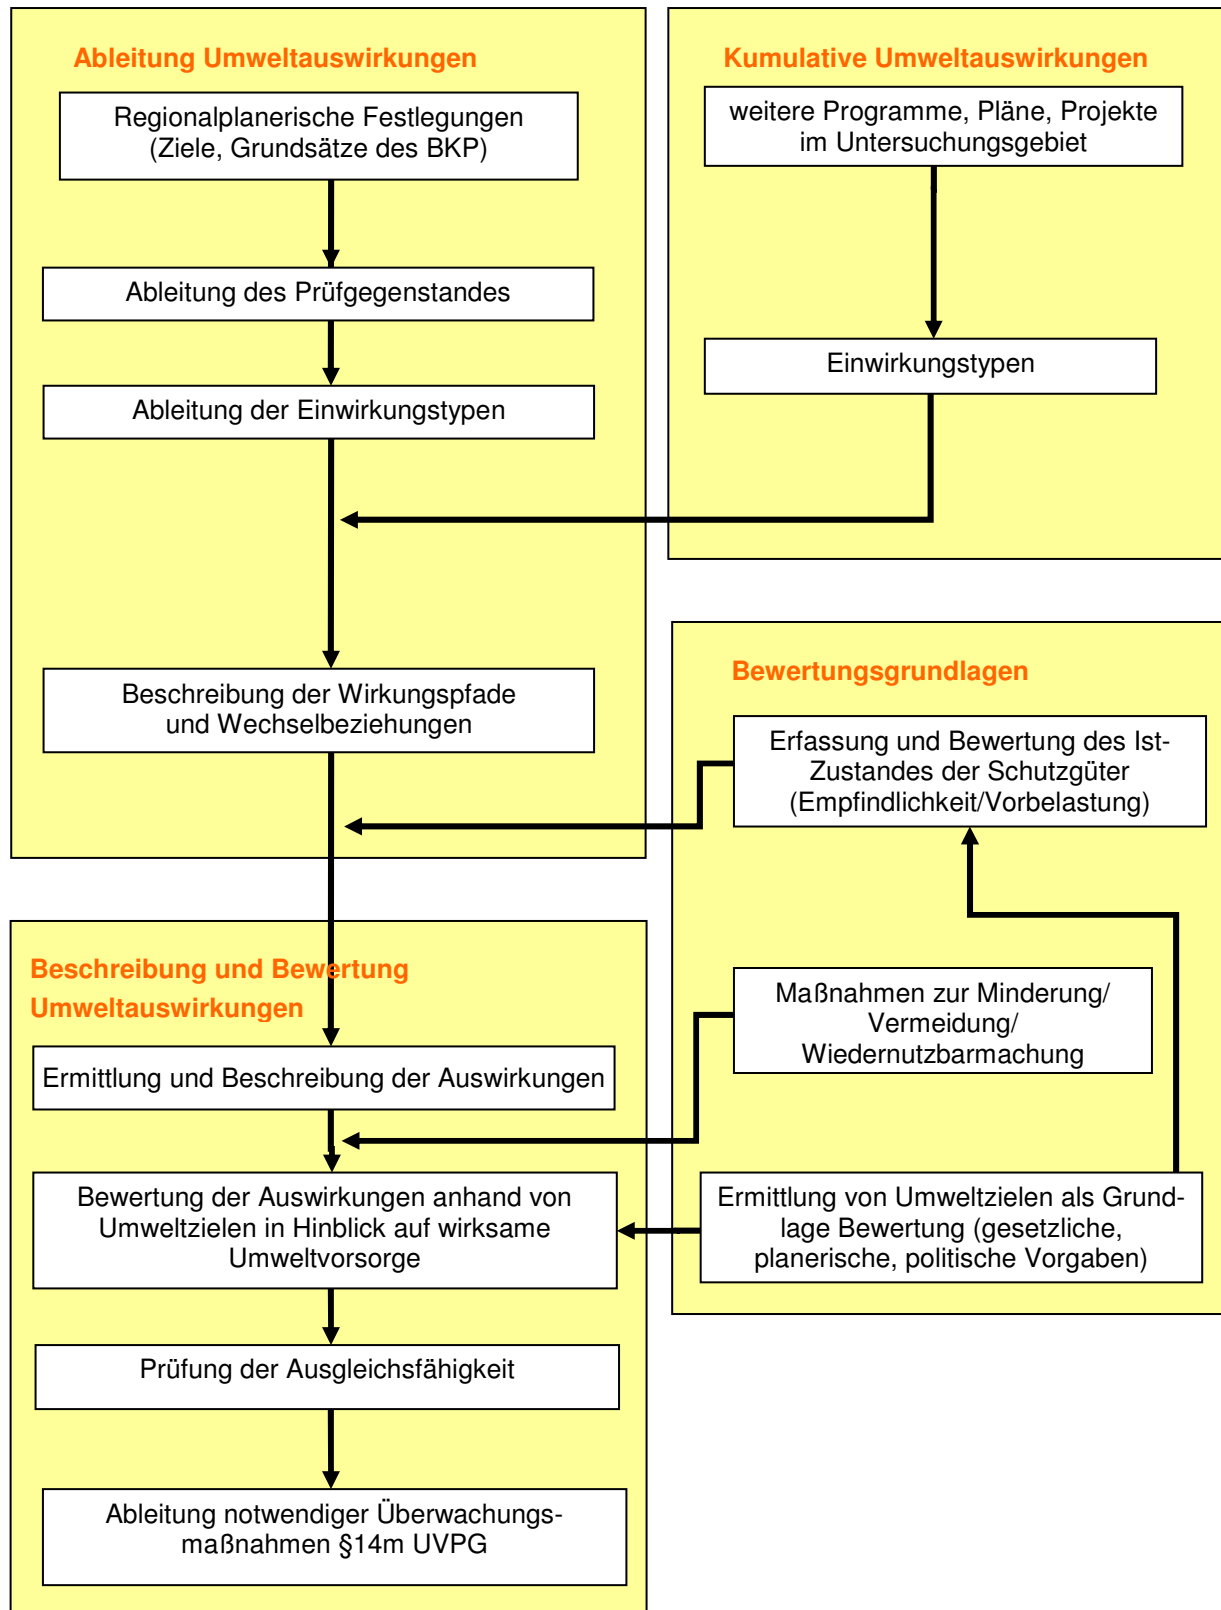 Ableitung Umweltauswirkungen
Regionalplanerische Festlegungen
(Ziele, Grundsätze des BKP)
Ableitung des Prüfgegenstandes
Ableitung der Einwirkungstypen
Beschreibung der Wirkungspfade
und Wechselbeziehungen
Kumulative Umweltauswirkungen
weitere Programme, Pläne, Projekte
im Untersuchungsgebiet
Einwirkungstypen
Bewertungsgrundlagen
Erfassung und Bewertung des Ist-
Zustandes der Schutzgüter
(Empfindlichkeit/Vorbelastung)
Maßnahmen zur Minderung/
Vermeidung/
Wiedernutzbarmachung
Ermittlung von Umweltzielen als Grund-
lage Bewertung (gesetzliche,
planerische, politische Vorgaben)
Beschreibung und Bewertung
Umweltauswirkungen
Ermittlung und Beschreibung der Auswirkungen
Bewertung der Auswirkungen anhand von
Umweltzielen in Hinblick auf wirksame
Umweltvorsorge
Prüfung der Ausgleichsfähigkeit
Ableitung notwendiger Überwachungs-
maßnahmen §14m UVPG